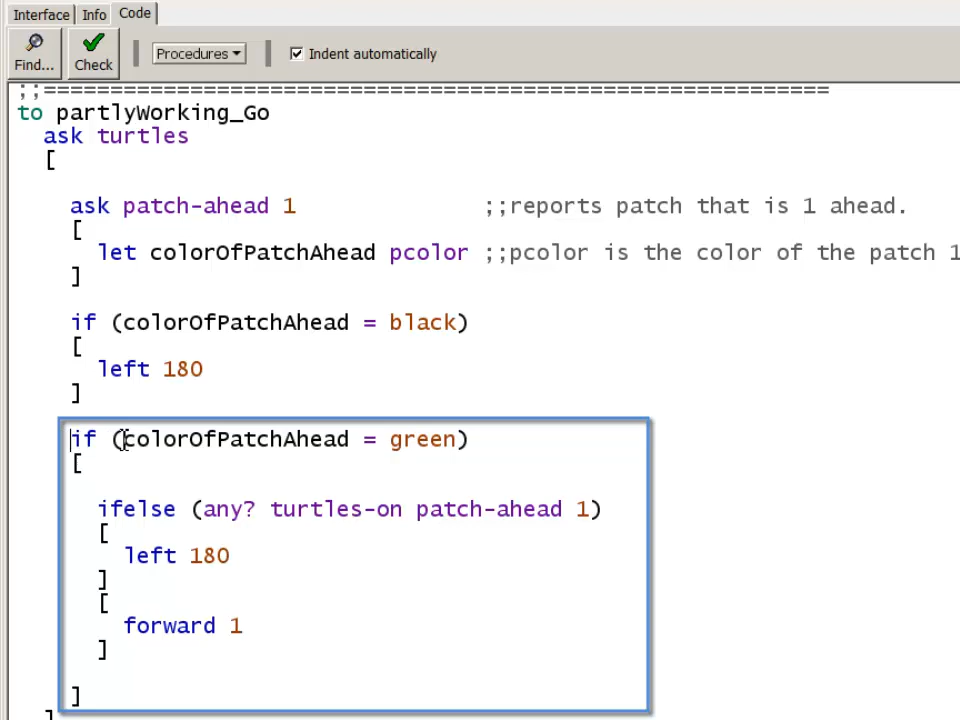 Interface Info Code
Find... Check Procedures Indent automatically
;;============================================================
to partlyWorking_Go
ask turtles
[
ask patch-ahead 1 ;;reports patch that is 1 ahead.
[
let colorOfPatchAhead pcolor ;;pcolor is the color of the patch 1
]
if (colorOfPatchAhead = black)
[
left 180
]
if (colorOfPatchAhead = green)
[
ifelse (any? turtles-on patch-ahead 1)
[
left 180
]
[
forward 1
]
]
]